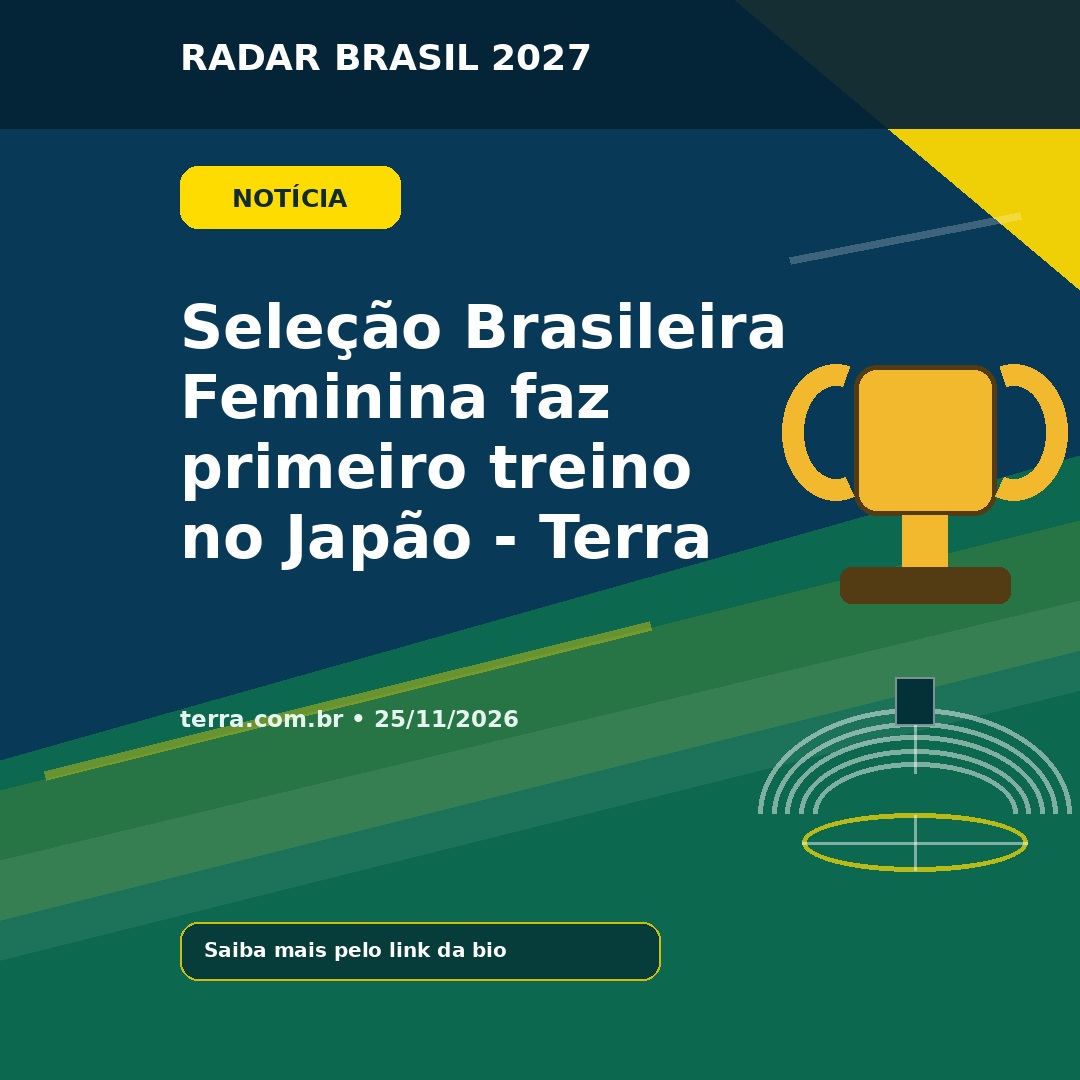 RADAR BRASIL 2027
NOTÍCIA
Seleção Brasileira
Feminina faz
primeiro treino
no Japão - Terra
terra.com.br • 25/11/2026
Saiba mais pelo link da bio